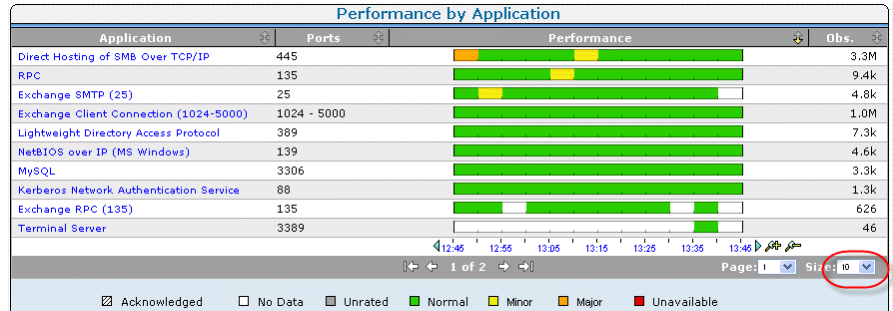 Performance by Application
Application Ports Performance Obs.
Direct Hosting of SMB Over TCP/IP 445 3.3M
RPC 135 9.4k
Exchange SMTP (25) 25 4.8k
Exchange Client Connection (1024-5000) 1024 - 5000 1.0M
Lightweight Directory Access Protocol 389 7.3k
NetBIOS over IP (MS Windows) 139 4.6k
MySQL 3306 3.3k
Kerberos Network Authentication Service 88 1.3k
Exchange RPC (135) 135 626
Terminal Server 3389 46
12:45 12:55 13:05 13:15 13:25 13:35 13:45
1 of 2 Page: 1 Size: 10
Acknowledged No Data Unrated Normal Minor Major Unavailable